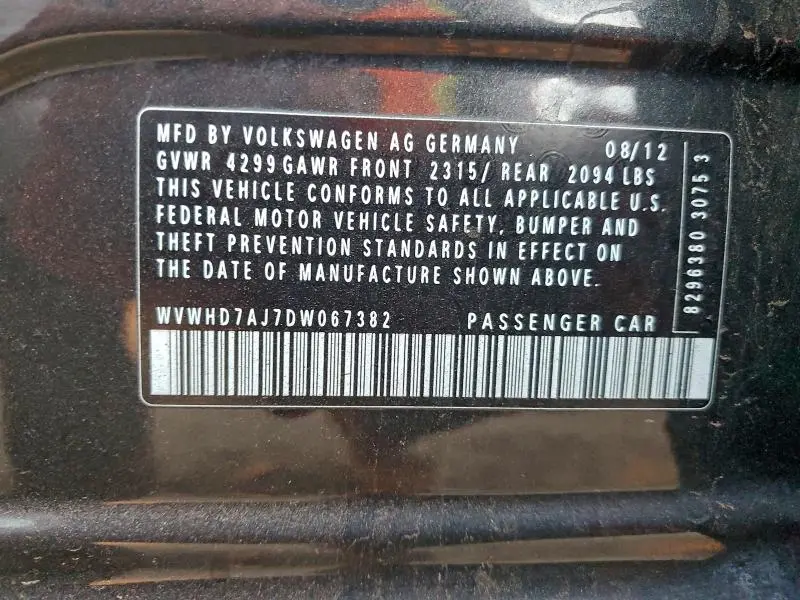 MFD BY VOLKSWAGEN AG GERMANY 08/12
GVWR 4299 GAWR FRONT 2315/ REAR 2094 LBS
THIS VEHICLE CONFORMS TO ALL APPLICABLE U.S.
FEDERAL MOTOR VEHICLE SAFETY, BUMPER AND
THEFT PREVENTION STANDARDS IN EFFECT ON
THE DATE OF MANUFACTURE SHOWN ABOVE.
WVWHD7AJ7DW067382 PASSENGER CAR
8296380 3075 3